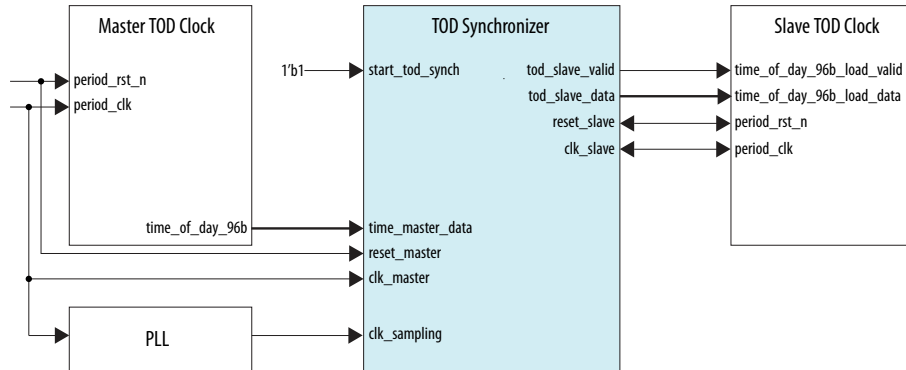 Master TOD Clock
period_rst_n
period_clk
time_of_day_96b
PLL
TOD Synchronizer
1'b1
start_tod_synch
tod_slave_valid
tod_slave_data
reset_slave
clk_slave
time_master_data
reset_master
clk_master
clk_sampling
Slave TOD Clock
time_of_day_96b_load_valid
time_of_day_96b_load_data
period_rst_n
period_clk